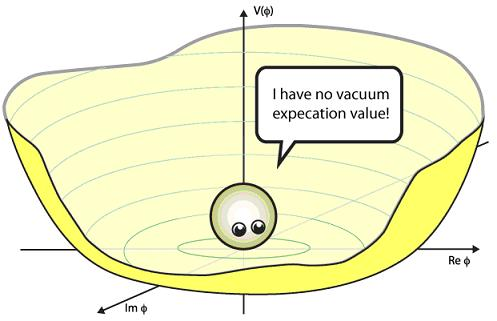 V(ϕ)
I have no vacuum
expecation value!
Re ϕ
Im ϕ